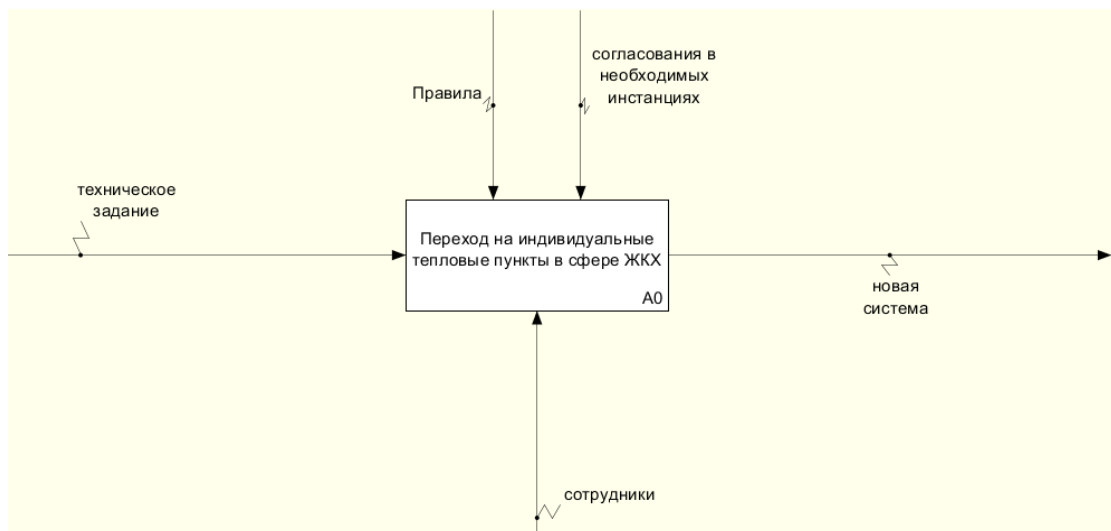 согласования в
необходимых
инстанциях
Правила
техническое
задание
Переход на индивидуальные
тепловые пункты в сфере ЖКХ
A0
новая
система
сотрудники